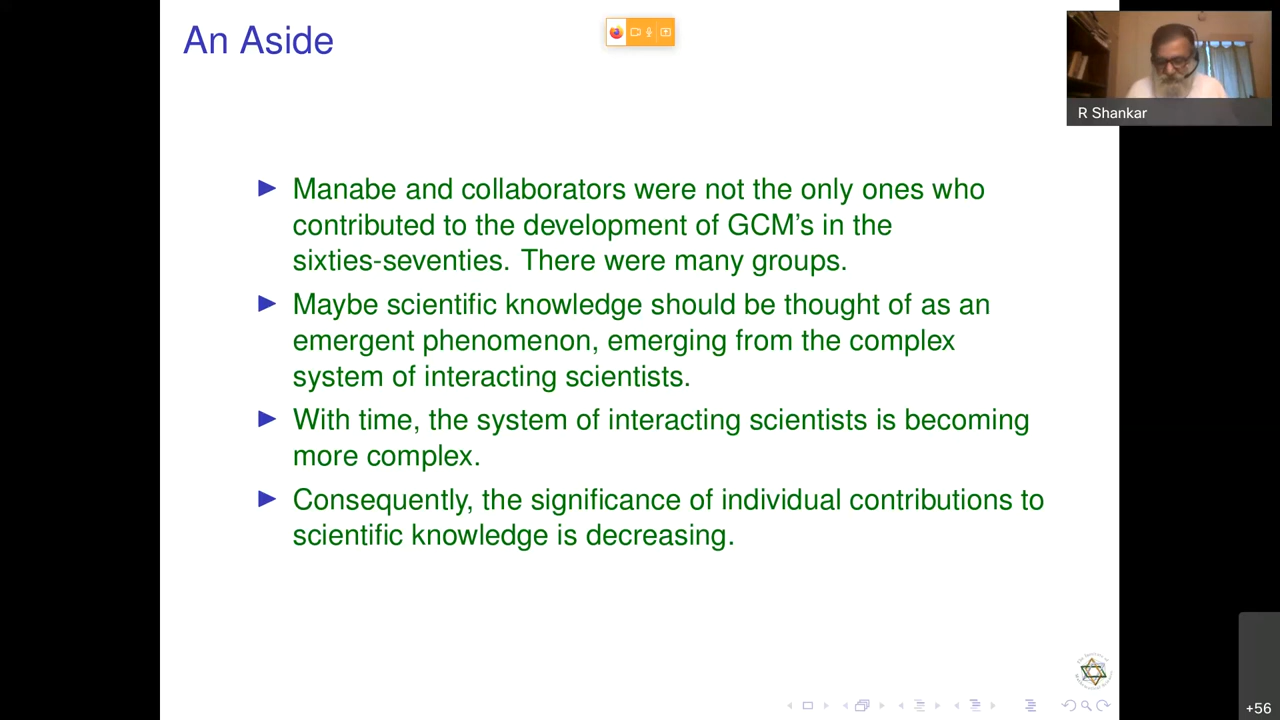 An Aside
R Shankar
Manabe and collaborators were not the only ones who
contributed to the development of GCM's in the
sixties-seventies. There were many groups.
Maybe scientific knowledge should be thought of as an
emergent phenomenon, emerging from the complex
system of interacting scientists.
With time, the system of interacting scientists is becoming
more complex.
Consequently, the significance of individual contributions to
scientific knowledge is decreasing.
+56